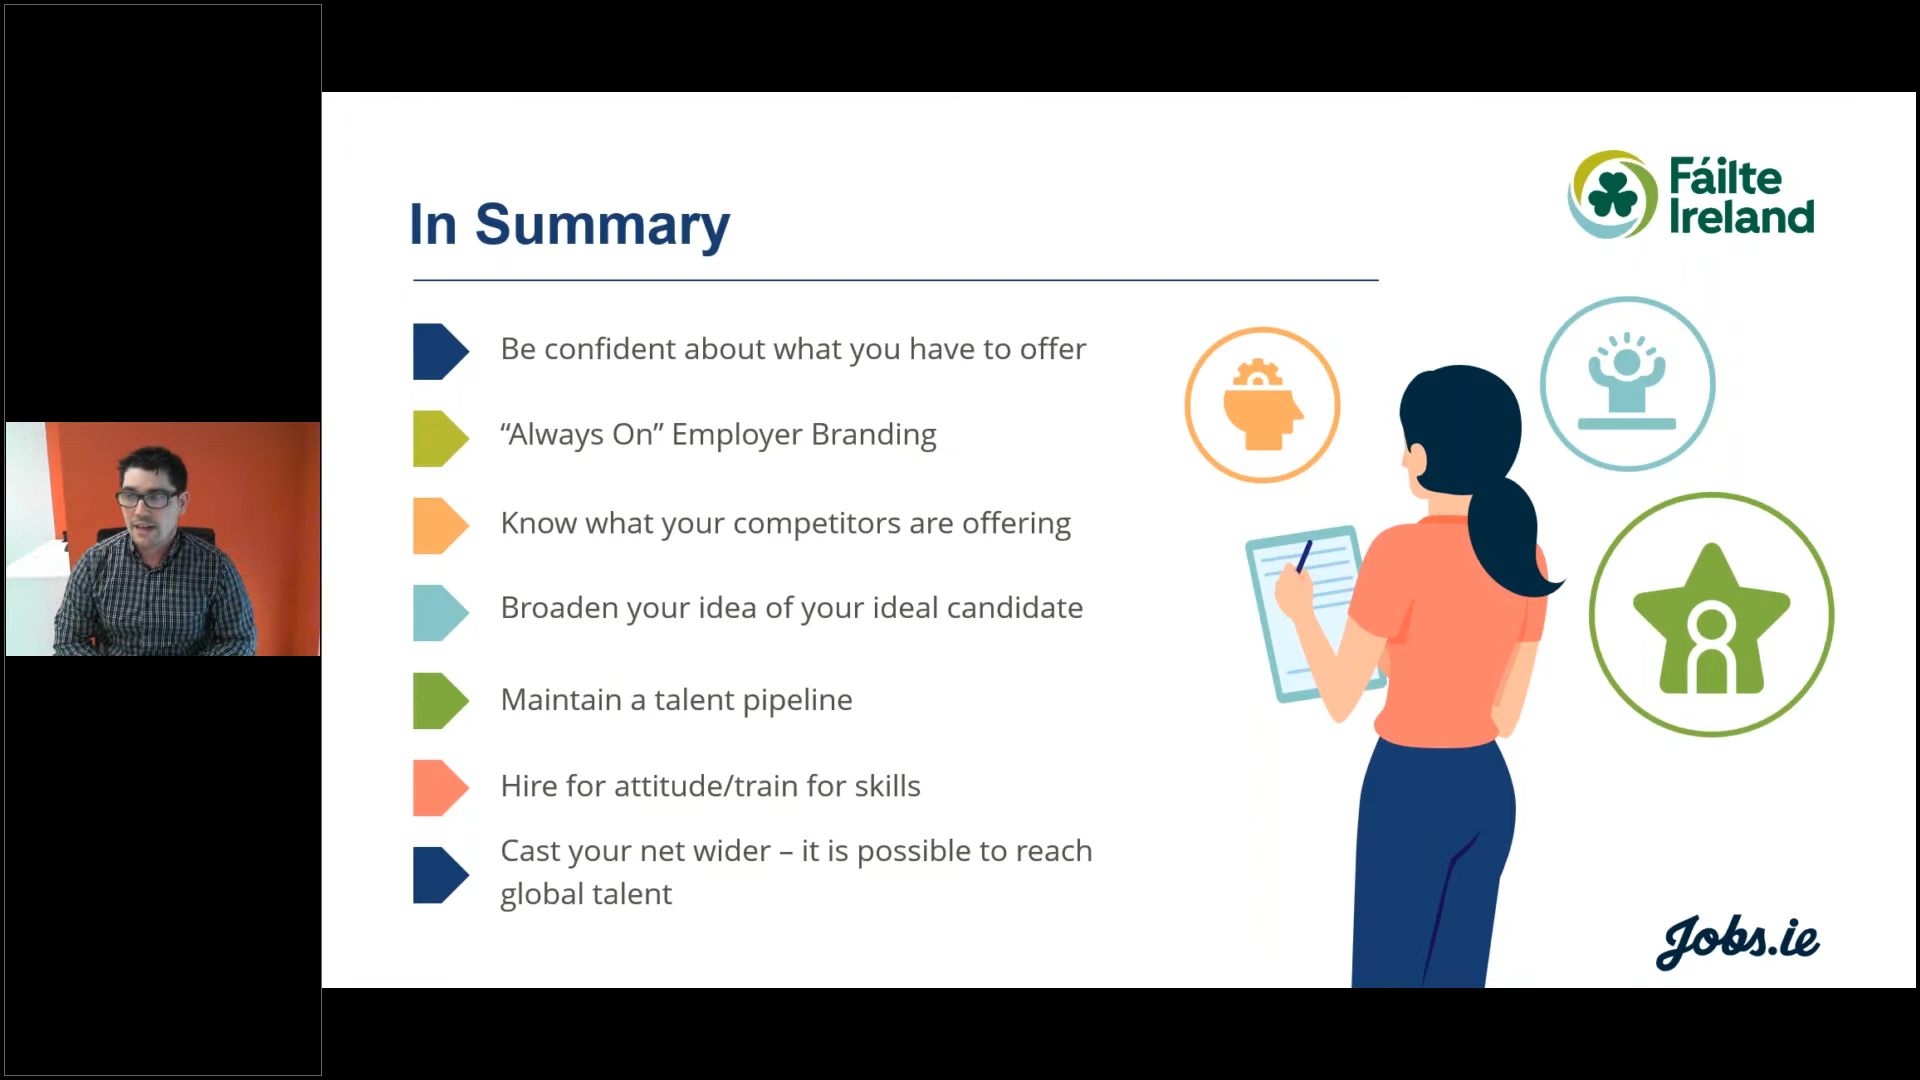 Fáilte
Ireland
In Summary
Be confident about what you have to offer
“Always On” Employer Branding
Know what your competitors are offering
Broaden your idea of your ideal candidate
Maintain a talent pipeline
Hire for attitude/train for skills
Cast your net wider – it is possible to reach
global talent
Jobs.ie